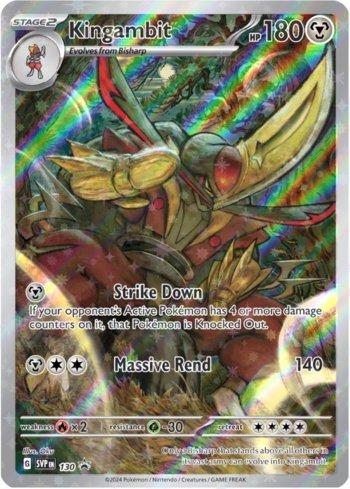 STAGE2 Kingambit HP 180
Evolves from Bisharp
Strike Down
If your opponent's Active Pokémon has 4 or more damage
counters on it, that Pokémon is Knocked Out.
Massive Rend 140
weakness x2 resistance -30 retreat
Illus. Oku
Only a Bisharp that stands above all others in
its vast army can evolve into Kingambit.
G SVP EN 130
©2024 Pokémon / Nintendo / Creatures / GAME FREAK